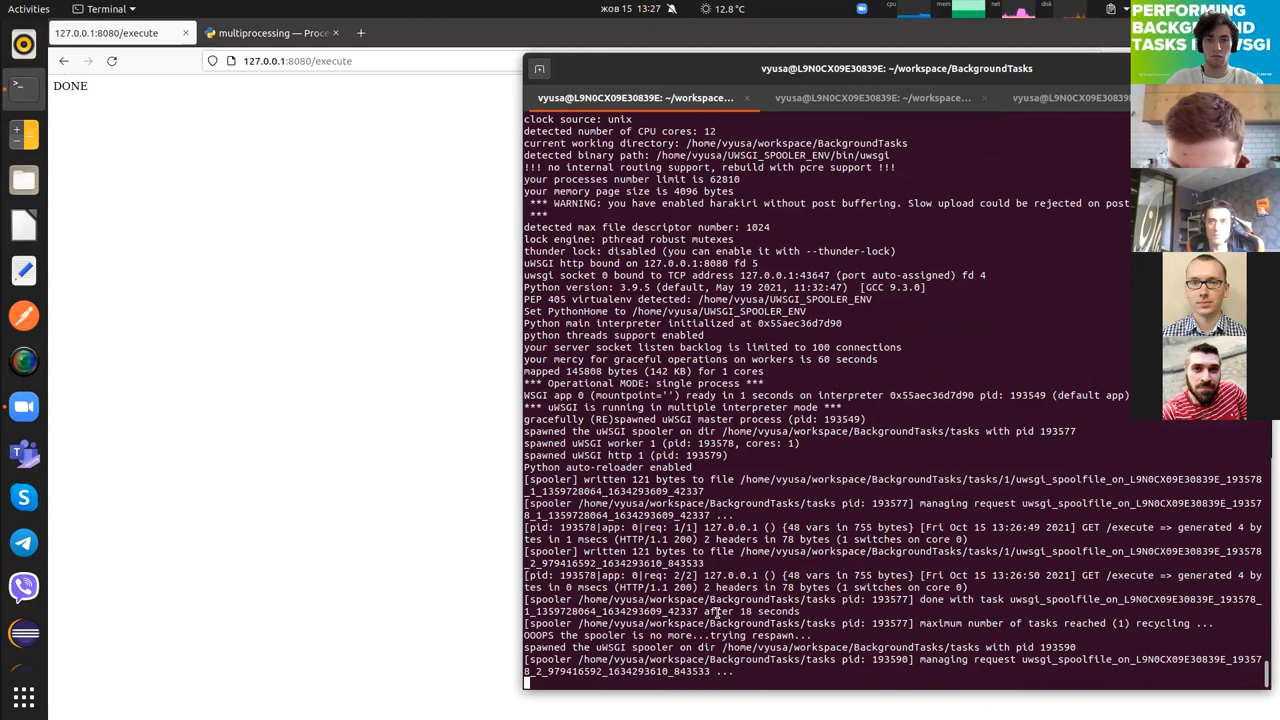 Activities
Terminal
жов 15 13:27
12.8 °C
cpu
mem
net
disk
127.0.0.1:8080/execute
multiprocessing — Proce
127.0.0.1:8080/execute
DONE
vyusa@L9N0CX09E30839E: ~/workspace/BackgroundTasks
vyusa@L9N0CX09E30839E: ~/workspace...
vyusa@L9N0CX09E30839E: ~/workspace...
vyusa@L9N0CX09E30839E
clock source: unix
detected number of CPU cores: 12
current working directory: /home/vyusa/workspace/BackgroundTasks
detected binary path: /home/vyusa/UWSGI_SPOOLER_ENV/bin/uwsgi
!!! no internal routing support, rebuild with pcre support !!!
your processes number limit is 62810
your memory page size is 4096 bytes
*** WARNING: you have enabled harakiri without post buffering. Slow upload could be rejected on post
***
detected max file descriptor number: 1024
lock engine: pthread robust mutexes
thunder lock: disabled (you can enable it with --thunder-lock)
uWSGI http bound on 127.0.0.1:8080 fd 5
uwsgi socket 0 bound to TCP address 127.0.0.1:43647 (port auto-assigned) fd 4
Python version: 3.9.5 (default, May 19 2021, 11:32:47)  [GCC 9.3.0]
PEP 405 virtualenv detected: /home/vyusa/UWSGI_SPOOLER_ENV
Set PythonHome to /home/vyusa/UWSGI_SPOOLER_ENV
Python main interpreter initialized at 0x55aec36d7d90
python threads support enabled
your server socket listen backlog is limited to 100 connections
your mercy for graceful operations on workers is 60 seconds
mapped 145808 bytes (142 KB) for 1 cores
*** Operational MODE: single process ***
WSGI app 0 (mountpoint='') ready in 1 seconds on interpreter 0x55aec36d7d90 pid: 193549 (default app)
*** uWSGI is running in multiple interpreter mode ***
gracefully (RE)spawned uWSGI master process (pid: 193549)
spawned the uWSGI spooler on dir /home/vyusa/workspace/BackgroundTasks/tasks with pid 193577
spawned uWSGI worker 1 (pid: 193578, cores: 1)
spawned uWSGI http 1 (pid: 193579)
Python auto-reloader enabled
[spooler] written 121 bytes to file /home/vyusa/workspace/BackgroundTasks/tasks/1/uwsgi_spoolfile_on_L9N0CX09E30839E_193578
_1_1359728064_1634293609_42337
[spooler /home/vyusa/workspace/BackgroundTasks/tasks pid: 193577] managing request uwsgi_spoolfile_on_L9N0CX09E30839E_19357
8_1_1359728064_1634293609_42337 ...
[pid: 193578|app: 0|req: 1/1] 127.0.0.1 () {48 vars in 755 bytes} [Fri Oct 15 13:26:49 2021] GET /execute => generated 4 by
tes in 1 msecs (HTTP/1.1 200) 2 headers in 78 bytes (1 switches on core 0)
[spooler] written 121 bytes to file /home/vyusa/workspace/BackgroundTasks/tasks/1/uwsgi_spoolfile_on_L9N0CX09E30839E_193578
_2_979416592_1634293610_843533
[pid: 193578|app: 0|req: 2/2] 127.0.0.1 () {48 vars in 755 bytes} [Fri Oct 15 13:26:50 2021] GET /execute => generated 4 by
tes in 0 msecs (HTTP/1.1 200) 2 headers in 78 bytes (1 switches on core 0)
[spooler /home/vyusa/workspace/BackgroundTasks/tasks pid: 193577] done with task uwsgi_spoolfile_on_L9N0CX09E30839E_193578_
1_1359728064_1634293609_42337 after 18 seconds
[spooler /home/vyusa/workspace/BackgroundTasks/tasks pid: 193577] maximum number of tasks reached (1) recycling ...
OOOPS the spooler is no more...trying respawn...
spawned the uWSGI spooler on dir /home/vyusa/workspace/BackgroundTasks/tasks with pid 193590
[spooler /home/vyusa/workspace/BackgroundTasks/tasks pid: 193590] managing request uwsgi_spoolfile_on_L9N0CX09E30839E_19357
8_2_979416592_1634293610_843533 ...
PERFORMING
BACKGROUND
TASKS IN UWSGI